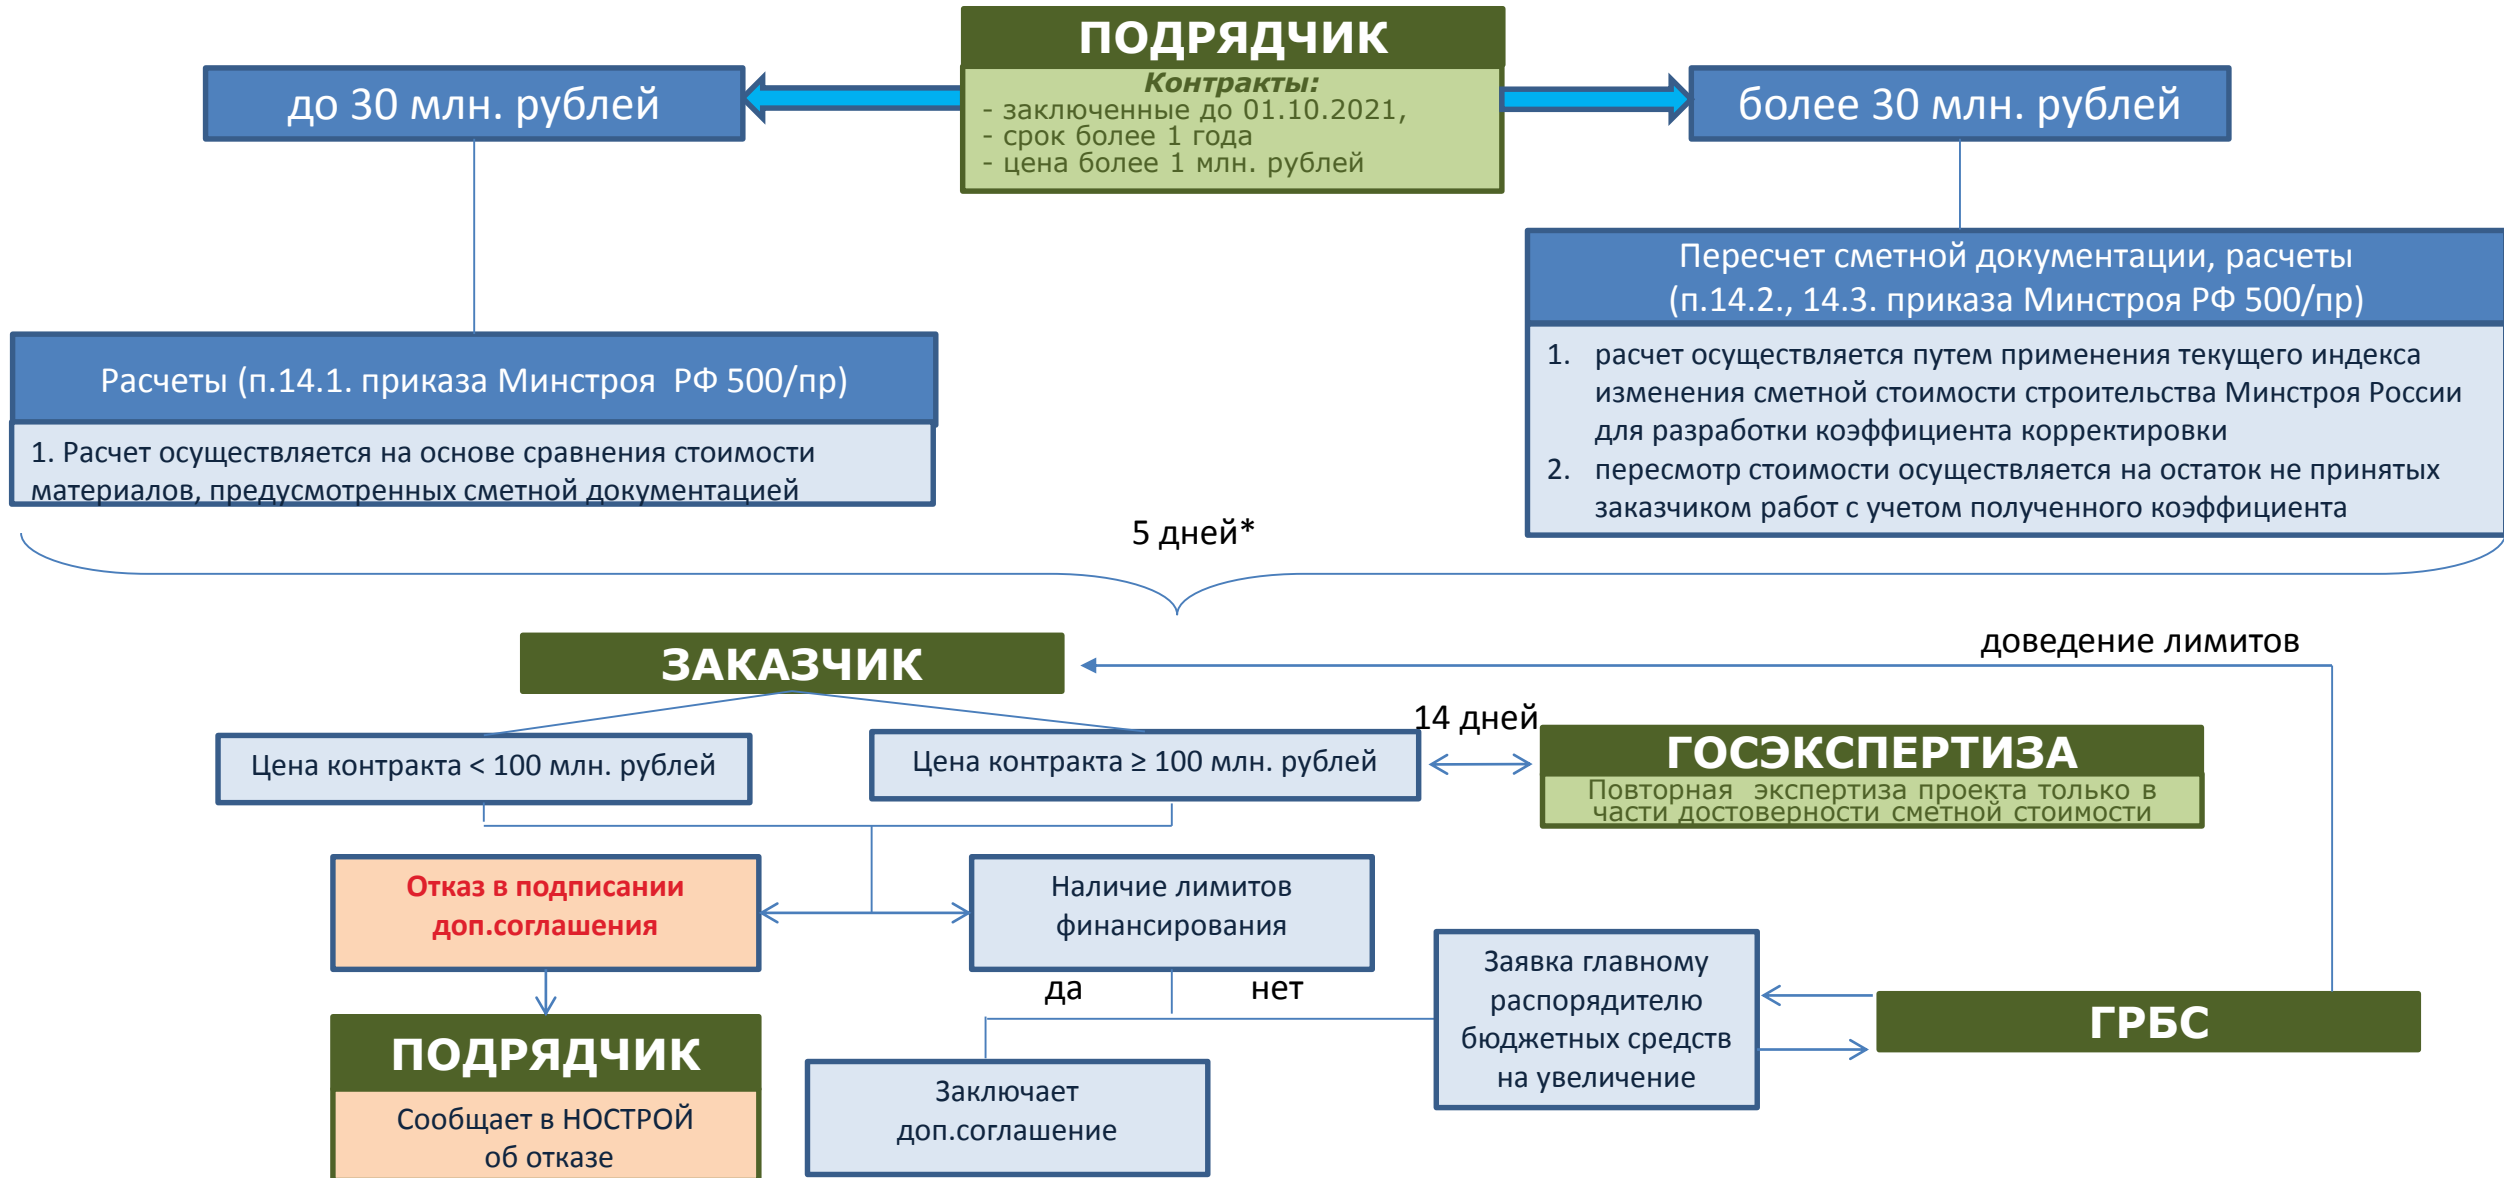 ПОДРЯДЧИК
Контракты:
- заключенные до 01.10.2021,
- срок более 1 года
- цена более 1 млн. рублей
до 30 млн. рублей
более 30 млн. рублей
Расчеты (п.14.1. приказа Минстроя РФ 500/пр)
1. Расчет осуществляется на основе сравнения стоимости
материалов, предусмотренных сметной документацией
Пересчет сметной документации, расчеты
(п.14.2., 14.3. приказа Минстроя РФ 500/пр)
1. расчет осуществляется путем применения текущего индекса
изменения сметной стоимости строительства Минстроя России
для разработки коэффициента корректировки
2. пересмотр стоимости осуществляется на остаток не принятых
заказчиком работ с учетом полученного коэффициента
5 дней*
ЗАКАЗЧИК
доведение лимитов
Цена контракта < 100 млн. рублей
Цена контракта ≥ 100 млн. рублей
14 дней
ГОСЭКСПЕРТИЗА
Повторная экспертиза проекта только в
части достоверности сметной стоимости
Отказ в подписании
доп.соглашения
Наличие лимитов
финансирования
да
нет
Заявка главному
распорядителю
бюджетных средств
на увеличение
ГРБС
ПОДРЯДЧИК
Сообщает в НОСТРОЙ
об отказе
Заключает
доп.соглашение